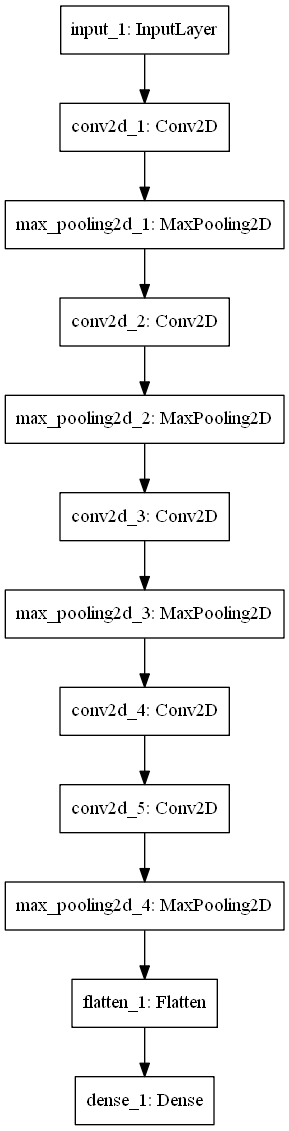 input_1: InputLayer
conv2d_1: Conv2D
max_pooling2d_1: MaxPooling2D
conv2d_2: Conv2D
max_pooling2d_2: MaxPooling2D
conv2d_3: Conv2D
max_pooling2d_3: MaxPooling2D
conv2d_4: Conv2D
conv2d_5: Conv2D
max_pooling2d_4: MaxPooling2D
flatten_1: Flatten
dense_1: Dense